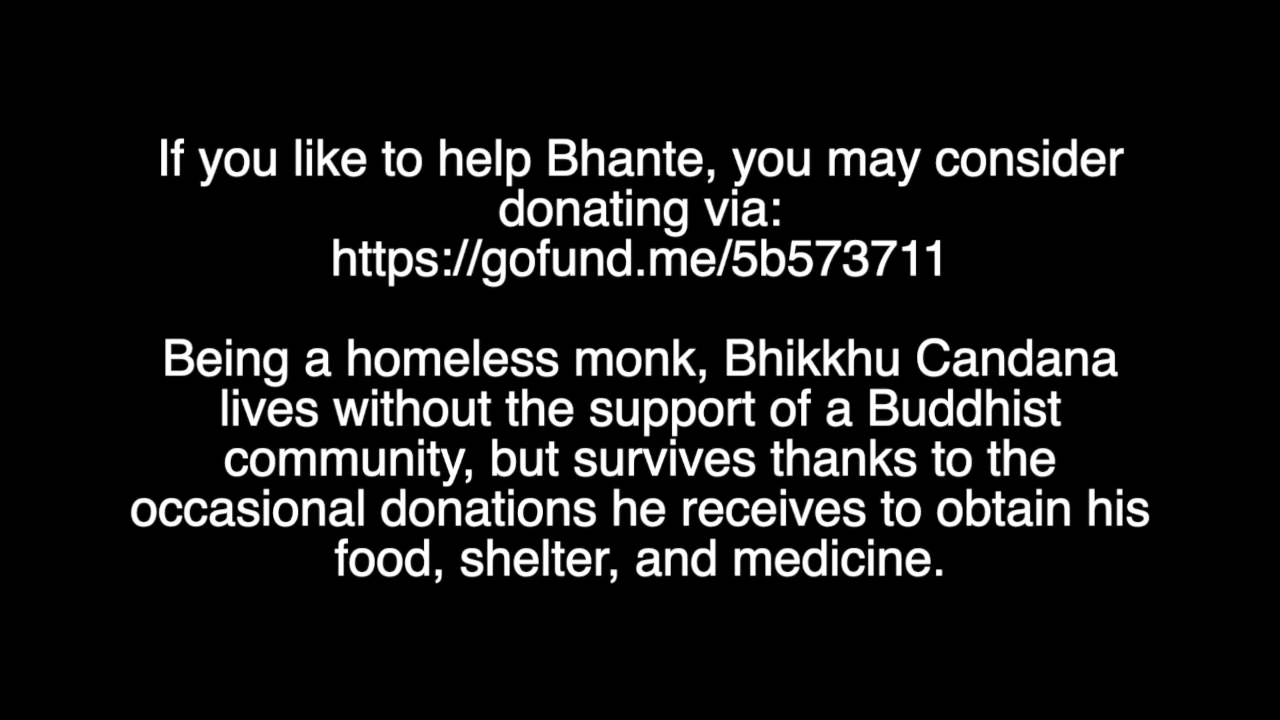 If you like to help Bhante, you may consider
donating via:
https://gofund.me/5b573711
Being a homeless monk, Bhikkhu Candana
lives without the support of a Buddhist
community, but survives thanks to the
occasional donations he receives to obtain his
food, shelter, and medicine.